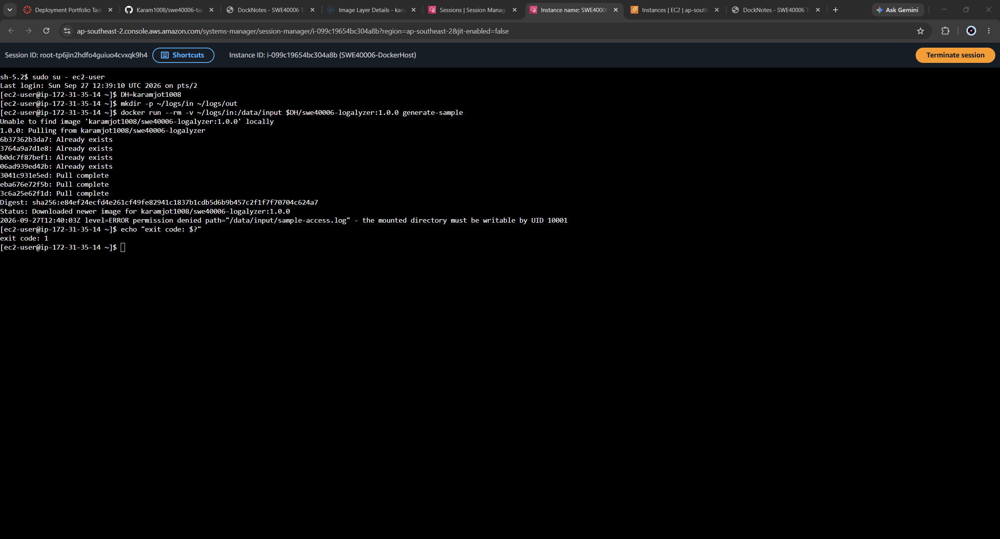 Deployment Portfolio Task
Karam1008/swe40006-tas
DockNotes - SWE40006 T
Image Layer Details - kara
Sessions | Session Manag
Instance name: SWE40006
Instances | EC2 | ap-south
DockNotes - SWE40006 T
Ask Gemini
ap-southeast-2.console.aws.amazon.com/systems-manager/session-manager/i-099c19654bc304a8b?region=ap-southeast-2&jit-enabled=false
Session ID: root-tp6jin2hdfo4guiuo4cvxqk9h4
Shortcuts
Instance ID: i-099c19654bc304a8b (SWE40006-DockerHost)
Terminate session
sh-5.2$ sudo su - ec2-user
Last login: Sun Sep 27 12:39:10 UTC 2026 on pts/2
[ec2-user@ip-172-31-35-14 ~]$ DH=karamjot1008
[ec2-user@ip-172-31-35-14 ~]$ mkdir -p ~/logs/in ~/logs/out
[ec2-user@ip-172-31-35-14 ~]$ docker run --rm -v ~/logs/in:/data/input $DH/swe40006-logalyzer:1.0.0 generate-sample
Unable to find image 'karamjot1008/swe40006-logalyzer:1.0.0' locally
1.0.0: Pulling from karamjot1008/swe40006-logalyzer
6b37362b3da7: Already exists
3764a9a7d1e8: Already exists
b0dc7f87bef1: Already exists
06ad939ed42b: Already exists
3041c931e5ed: Pull complete
eba676e72f5b: Pull complete
3c6a25e62f1d: Pull complete
Digest: sha256:e84ef24ecfd4e261cf49fe82941c1837b1cdb5d6b9b457c2f1f7f70704c624a7
Status: Downloaded newer image for karamjot1008/swe40006-logalyzer:1.0.0
2026-09-27T12:40:03Z level=ERROR permission denied path="/data/input/sample-access.log" - the mounted directory must be writable by UID 10001
[ec2-user@ip-172-31-35-14 ~]$ echo "exit code: $?"
exit code: 1
[ec2-user@ip-172-31-35-14 ~]$